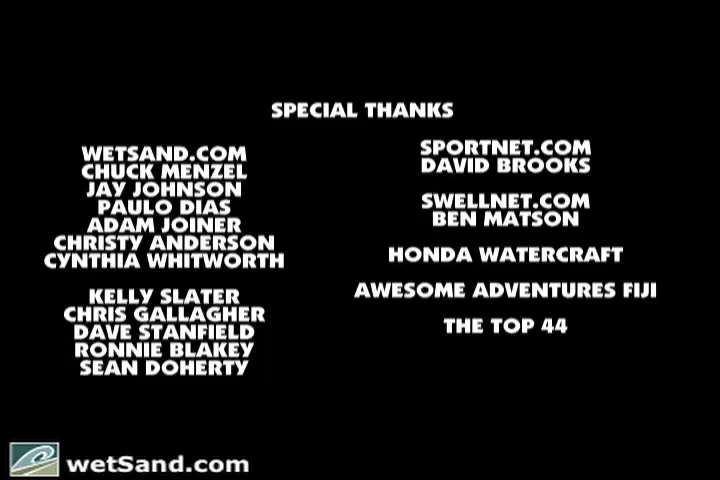 SPECIAL THANKS
WETSAND.COM
CHUCK MENZEL
JAY JOHNSON
PAULO DIAS
ADAM JOINER
CHRISTY ANDERSON
CYNTHIA WHITWORTH
KELLY SLATER
CHRIS GALLAGHER
DAVE STANFIELD
RONNIE BLAKEY
SEAN DOHERTY
SPORTNET.COM
DAVID BROOKS
SWELLNET.COM
BEN MATSON
HONDA WATERCRAFT
AWESOME ADVENTURES FIJI
THE TOP 44
wetSand.com